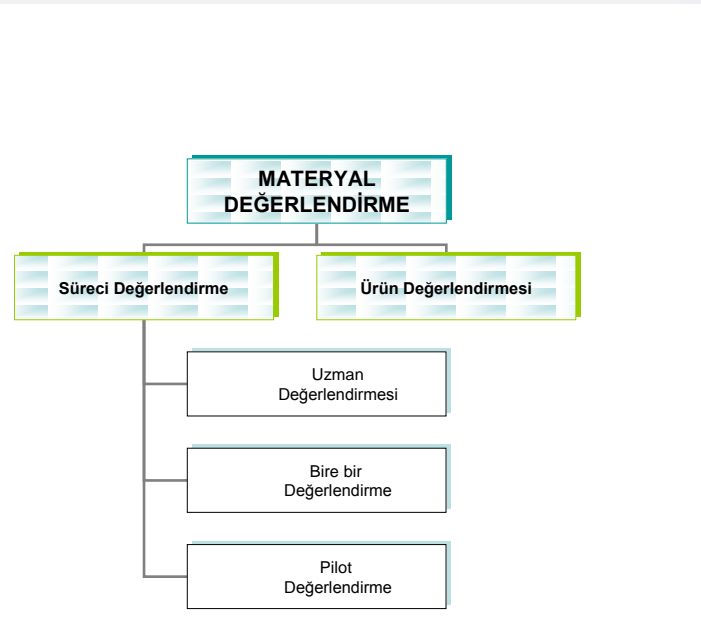 MATERYAL
DEĞERLENDİRME
Süreci Değerlendirme
Ürün Değerlendirmesi
Uzman
Değerlendirmesi
Bire bir
Değerlendirme
Pilot
Değerlendirme